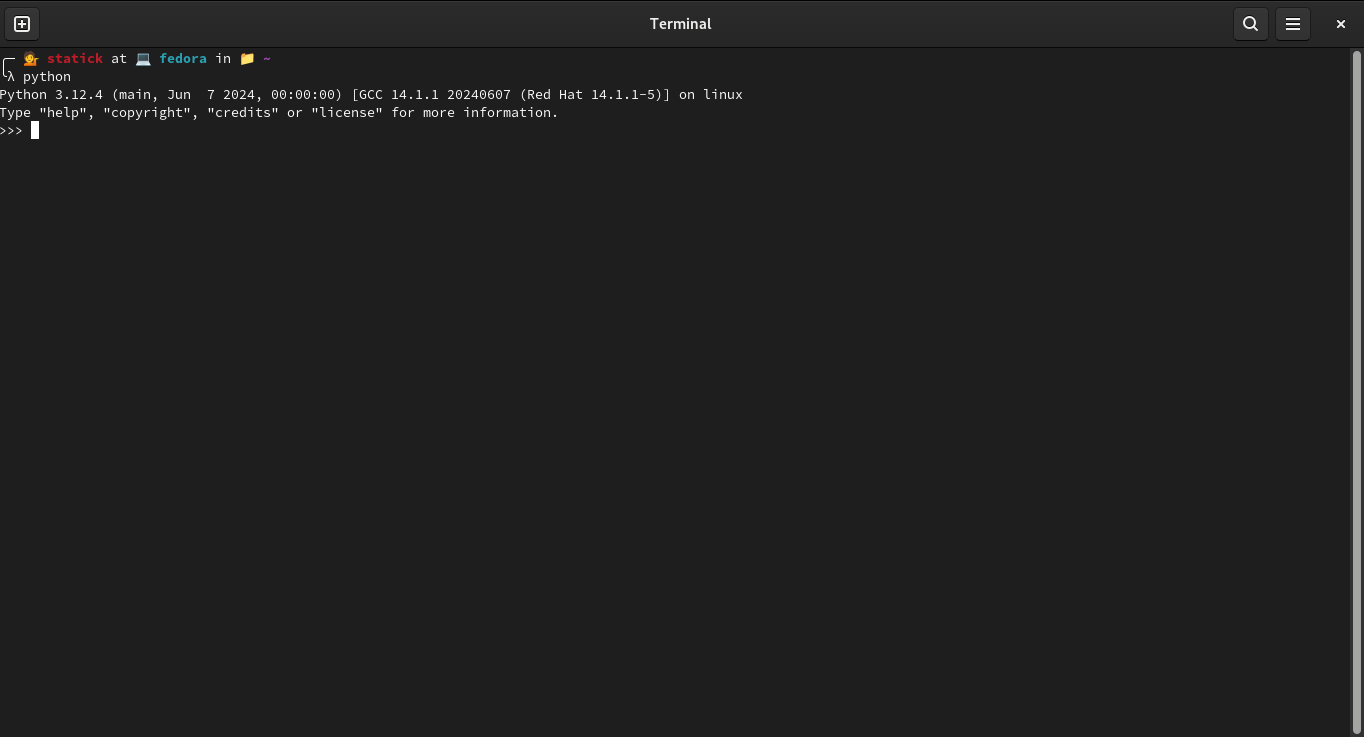 Terminal
statick at fedora in ~
λ python
Python 3.12.4 (main, Jun  7 2024, 00:00:00) [GCC 14.1.1 20240607 (Red Hat 14.1.1-5)] on linux
Type "help", "copyright", "credits" or "license" for more information.
>>>